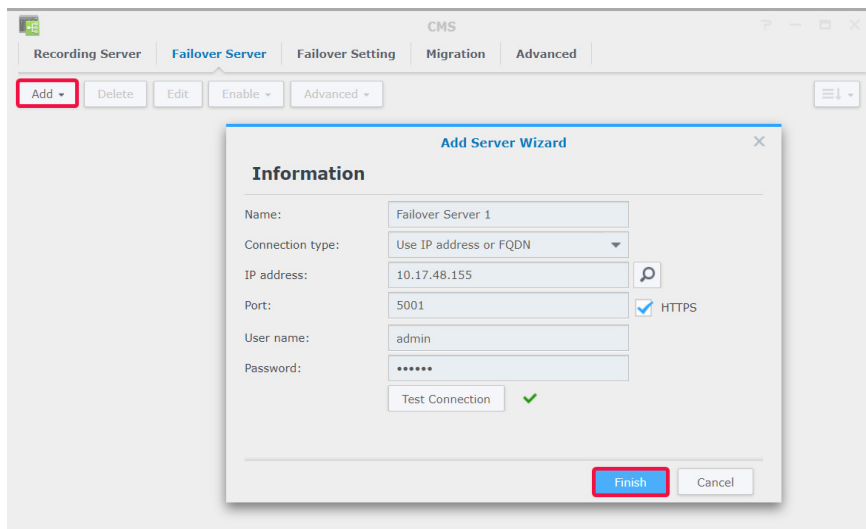 CMS
Recording Server Failover Server Failover Setting Migration Advanced
Add Delete Edit Enable Advanced
Add Server Wizard
Information
Name: Failover Server 1
Connection type: Use IP address or FQDN
IP address: 10.17.48.155
Port: 5001 HTTPS
User name: admin
Password: ••••••
Test Connection
Finish Cancel